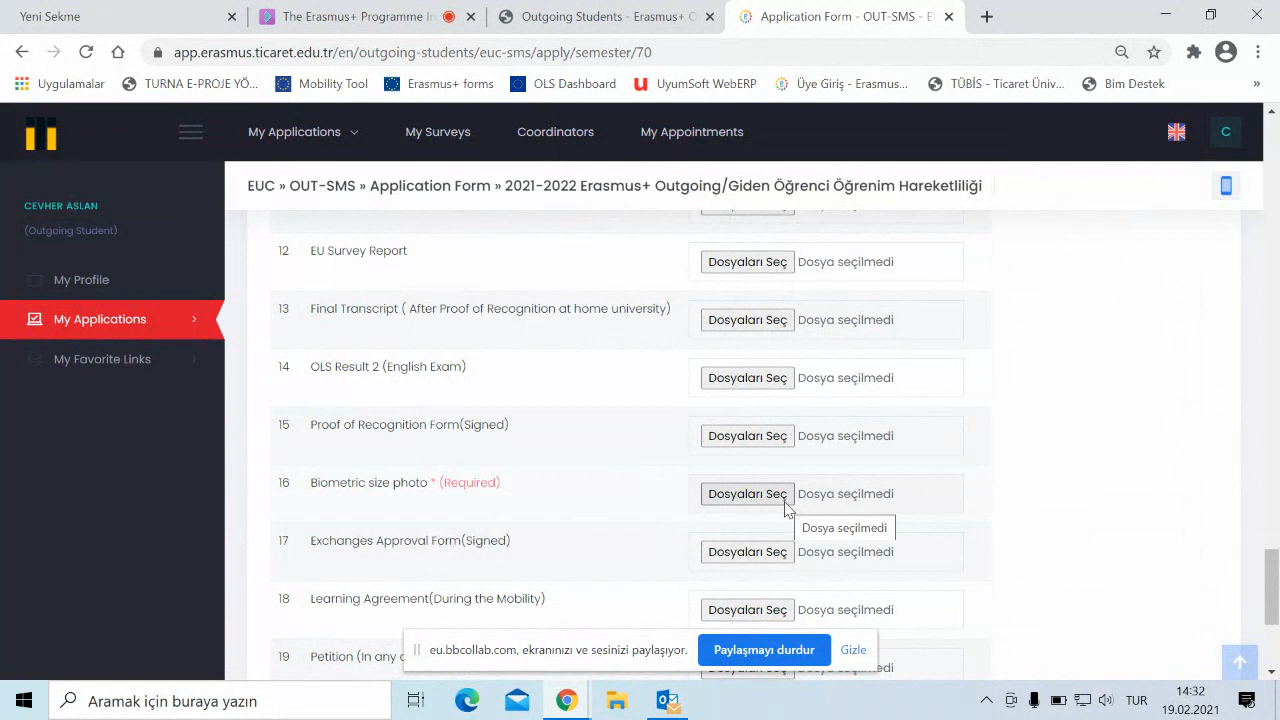 Yeni Sekme
The Erasmus+ Programme In
Outgoing Students - Erasmus+ C
Application Form - OUT-SMS - E
app.erasmus.ticaret.edu.tr/en/outgoing-students/euc-sms/apply/semester/70
Uygulamalar
TURNA E-PROJE YÖ...
Mobility Tool
Erasmus+ forms
OLS Dashboard
UyumSoft WebERP
Üye Giriş - Erasmus...
TÜBİS - Ticaret Üniv...
Bim Destek
»
My Applications
My Surveys
Coordinators
My Appointments
C
EUC » OUT-SMS » Application Form » 2021-2022 Erasmus+ Outgoing/Giden Öğrenci Öğrenim Hareketliliği
CEVHER ASLAN
(Outgoing Student)
My Profile
My Applications
My Favorite Links
12 EU Survey Report Dosyaları Seç Dosya seçilmedi
13 Final Transcript ( After Proof of Recognition at home university) Dosyaları Seç Dosya seçilmedi
14 OLS Result 2 (English Exam) Dosyaları Seç Dosya seçilmedi
15 Proof of Recognition Form(Signed) Dosyaları Seç Dosya seçilmedi
16 Biometric size photo * (Required) Dosyaları Seç Dosya seçilmedi
Dosya seçilmedi
17 Exchanges Approval Form(Signed) Dosyaları Seç Dosya seçilmedi
18 Learning Agreement(During the Mobility) Dosyaları Seç Dosya seçilmedi
19 Petition (In any
eu.bbcollab.com, ekranınızı ve sesinizi paylaşıyor. Paylaşmayı durdur Gizle
Aramak için buraya yazın
TUR
14:32
19.02.2021